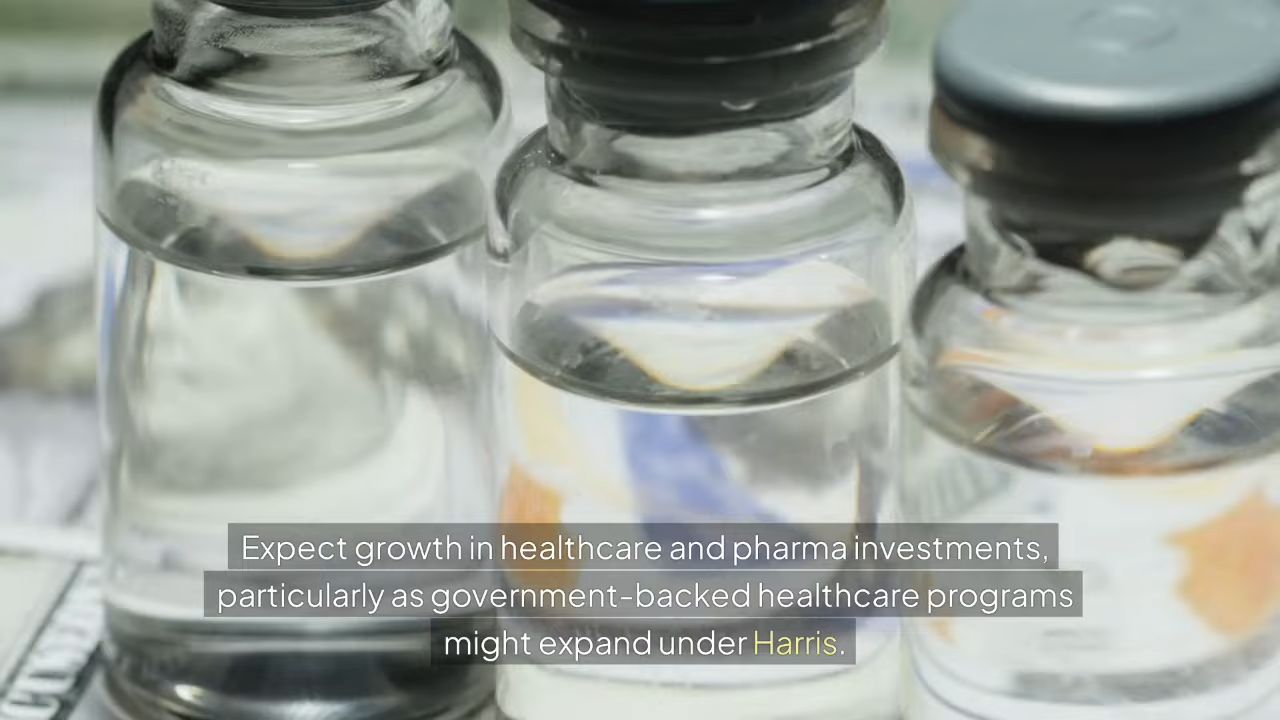 Expect growth in healthcare and pharma investments,
particularly as government-backed healthcare programs
might expand under Harris.